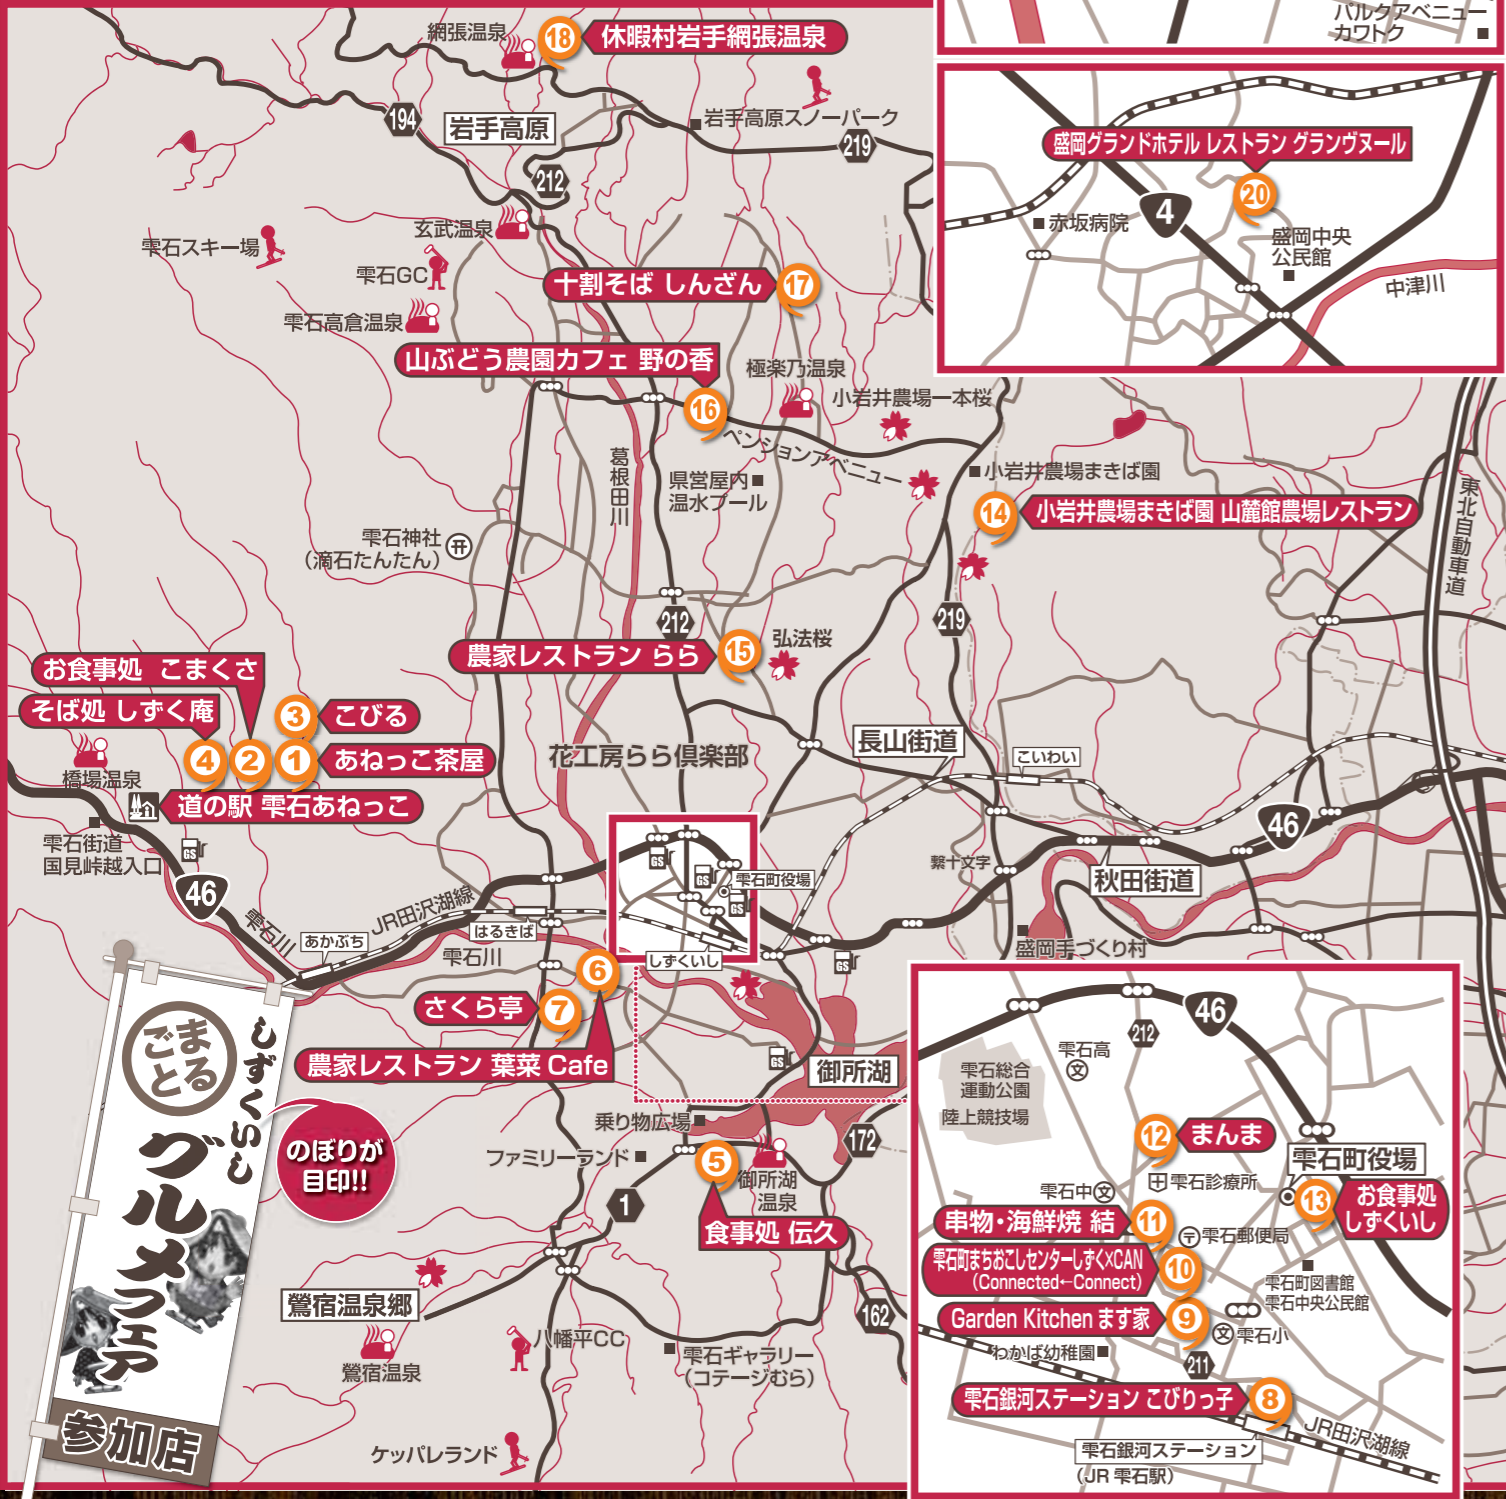 パルクアベニュー
カワトク
網張温泉
18
休暇村岩手網張温泉
194
岩手高原
岩手高原スノーパーク
219
212
盛岡グランドホテル レストラン グランヴヌール
20
4
赤坂病院
盛岡中央
公民館
中津川
玄武温泉
雫石スキー場
雫石GC
雫石高倉温泉
十割そば しんざん
17
山ぶどう農園カフェ 野の香
16
極楽乃温泉
小岩井農場一本桜
ペンションアベニュー
葛根田川
県営屋内
温水プール
小岩井農場まきば園
14
小岩井農場まきば園 山麓館農場レストラン
東北自動車道
雫石神社
(滴石たんたん)
212
219
農家レストラン らら
15
弘法桜
お食事処 こまくさ
そば処 しずく庵
3
こびる
4
2
1
あねっこ茶屋
橋場温泉
道の駅 雫石あねっこ
雫石街道
国見峠越入口
GS
46
花工房らら倶楽部
長山街道
こいわい
46
繋十文字
秋田街道
盛岡手づくり村
GS
GS
GS
雫石町役場
しずくいし
GS
雫石川
あかぶち
JR田沢湖線
はるきば
雫石川
6
さくら亭
7
農家レストラン 葉菜 Cafe
GS
御所湖
乗り物広場
ファミリーランド
5
御所湖
温泉
172
食事処 伝久
1
162
鶯宿温泉郷
鶯宿温泉
八幡平CC
雫石ギャラリー
(コテージむら)
ケッパレランド
しずくいし
まる
ごと
グルメフェア
参加店
のぼりが
目印!!
46
212
雫石高
文
雫石総合
運動公園
陸上競技場
12
まんま
雫石町役場
雫石診療所
雫石中
文
13
お食事処
しずくいし
串物・海鮮焼 結
11
雫石郵便局
雫石町まちおこしセンターしずく×CAN
(Connected←Connect)
10
雫石町図書館
雫石中央公民館
Garden Kitchen ます家
9
文
雫石小
わかば幼稚園
211
雫石銀河ステーション こびりっ子
8
JR田沢湖線
雫石銀河ステーション
(JR 雫石駅)